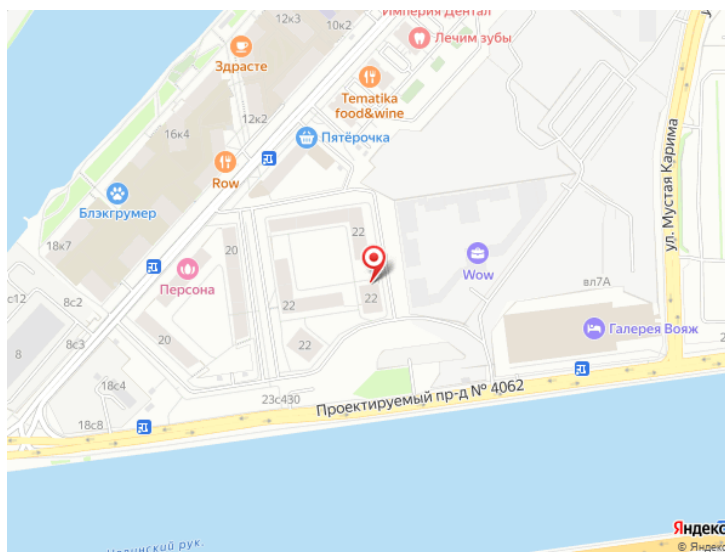 12к3
10к2
Империя Дентал
Лечим зубы
Здрасте
Tematika
food&wine
12к2
16к4
Пятёрочка
Row
Блэкгрумер
ул. Мустая Карима
18к7
20
22
Персона
Wow
с12
8с2
22
22
вл7А
8с3
8
20
22
Галерея Вояж
18с4
23с430
Проектируемый пр-д № 4062
18с8
рук.
Яндекс
© Яндекс